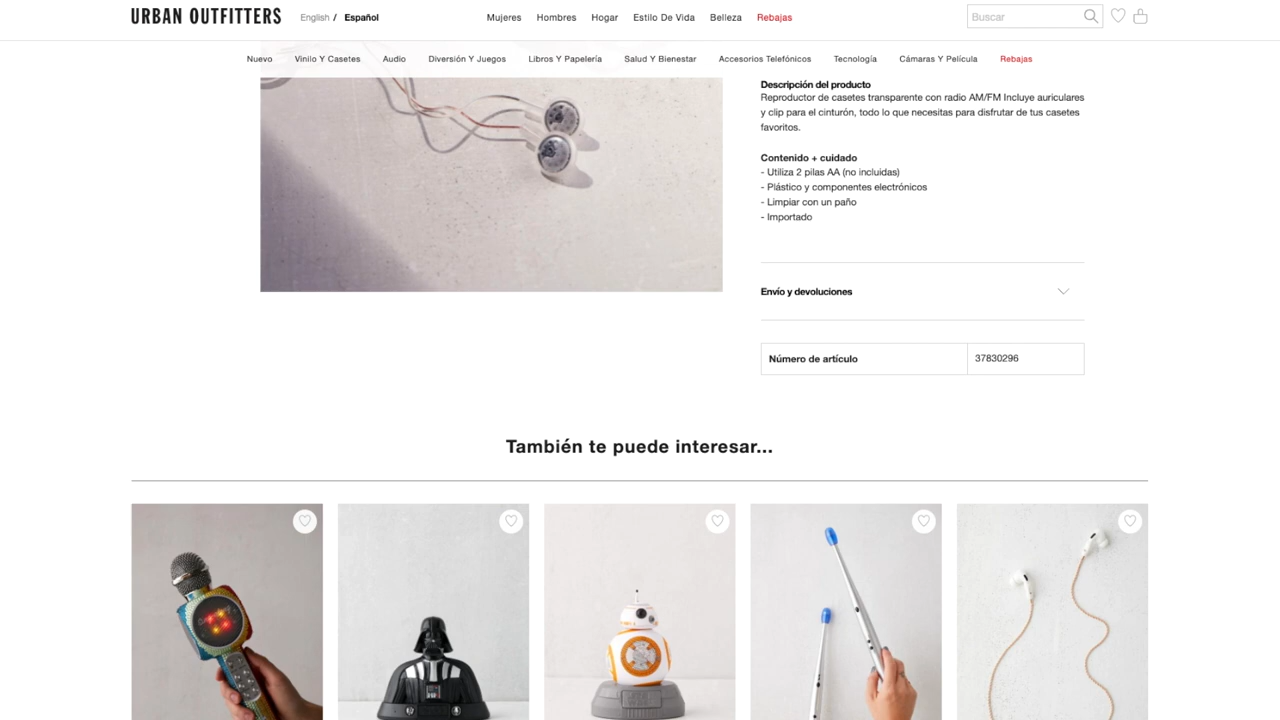 URBAN OUTFITTERS
English / Español
Mujeres Hombres Hogar Estilo De Vida Belleza Rebajas
Buscar
Nuevo Vinilo Y Casetes Audio Diversión Y Juegos Libros Y Papelería Salud Y Bienestar Accesorios Telefónicos Tecnología Cámaras Y Película Rebajas
Descripción del producto
Reproductor de casetes transparente con radio AM/FM Incluye auriculares
y clip para el cinturón, todo lo que necesitas para disfrutar de tus casetes
favoritos.
Contenido + cuidado
- Utiliza 2 pilas AA (no incluidas)
- Plástico y componentes electrónicos
- Limpiar con un paño
- Importado
Envío y devoluciones
Número de artículo 37830296
También te puede interesar...